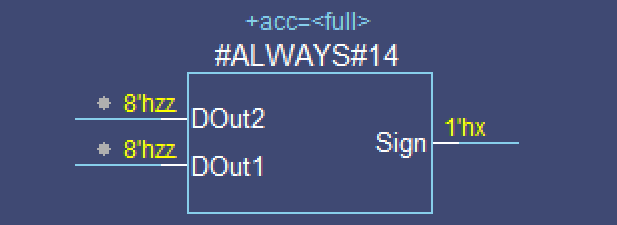 +acc=<full>
#ALWAYS#14
8'hzz DOut2
8'hzz DOut1
Sign 1'hx